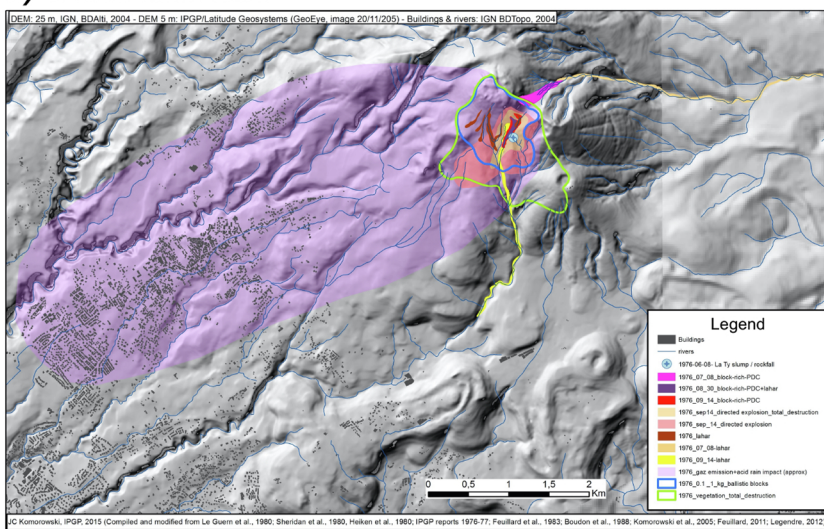 DEM: 25 m, IGN, BDAlti, 2004 - DEM 5 m: IPGP/Latitude Geosystems (GeoEye, image 20/11/205) - Buildings & rivers: IGN BDTopo, 2004
Legend
Buildings
rivers
1976-06-08- La Ty slump / rockfall
1976_07_08_block-rich-PDC
1976_08_30_block-rich-PDC+lahar
1976_09_14_block-rich-PDC
1976_sep14_directed explosion_total_destruction
1976_sep_14_directed explosion
1976_lahar
1976_07_08-lahar
1976_09_14-lahar
1976_gaz emission+acid rain impact (approx)
1976_0.1 _1_kg_ballistic blocks
1976_vegetation_total_destruction
0 0,5 1 1,5 2
Km
JC Komorowski, IPGP, 2015 (Compiled and modified from Le Guern et al., 1980; Sheridan et al., 1980, Heiken et al., 1980; IPGP reports 1976-77; Feuillard et al., 1983; Boudon et al., 1988; Komorowski et al., 2005; Feuillard, 2011; Legendre, 2012